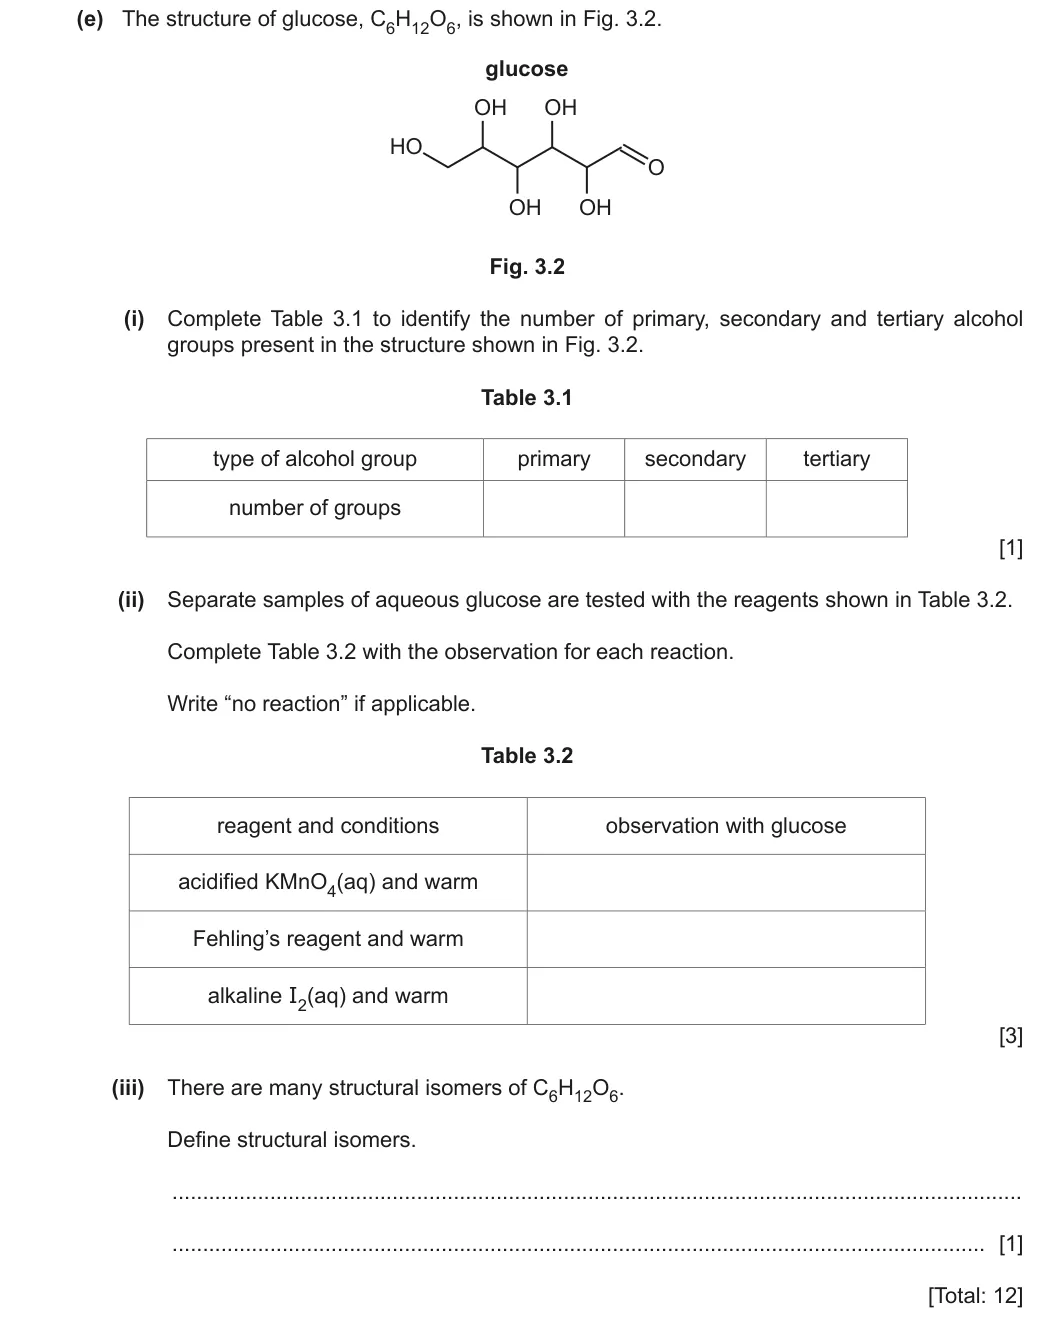 (e) The structure of glucose, C6H12O6, is shown in Fig. 3.2.
glucose
OH OH
HO
O
OH OH
Fig. 3.2
(i) Complete Table 3.1 to identify the number of primary, secondary and tertiary alcohol
groups present in the structure shown in Fig. 3.2.
Table 3.1
type of alcohol group primary secondary tertiary
number of groups
[1]
(ii) Separate samples of aqueous glucose are tested with the reagents shown in Table 3.2.
Complete Table 3.2 with the observation for each reaction.
Write “no reaction” if applicable.
Table 3.2
reagent and conditions observation with glucose
acidified KMnO4(aq) and warm
Fehling’s reagent and warm
alkaline I2(aq) and warm
[3]
(iii) There are many structural isomers of C6H12O6.
Define structural isomers.
..........................................................................................................................................
.................................................................................................................................... [1]
[Total: 12]